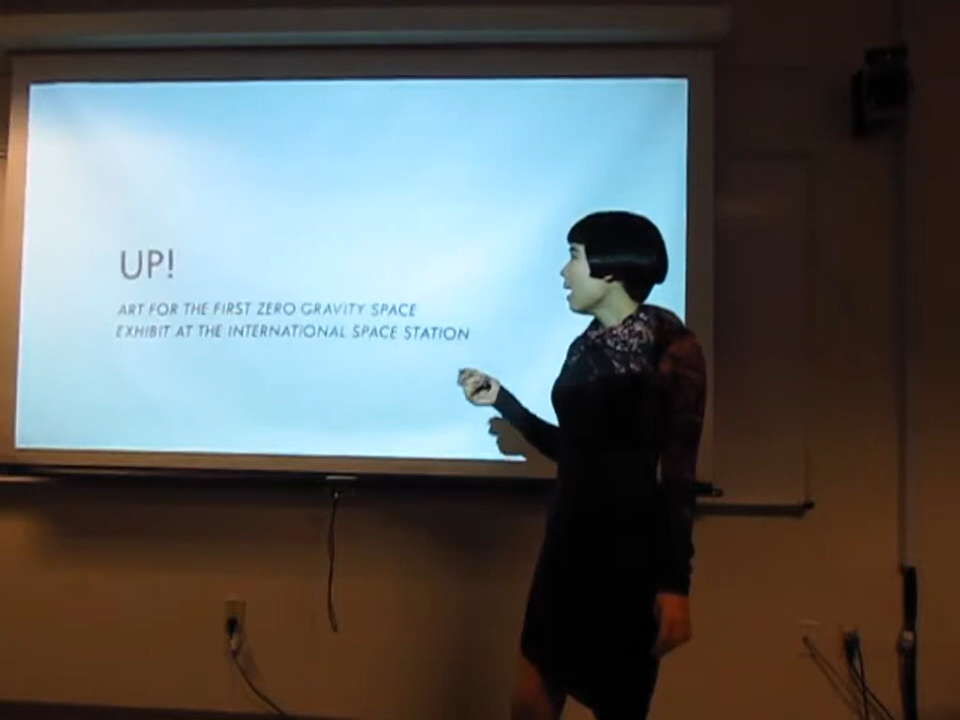 UP!
ART FOR THE FIRST ZERO GRAVITY SPACE
EXHIBIT AT THE INTERNATIONAL SPACE STATION